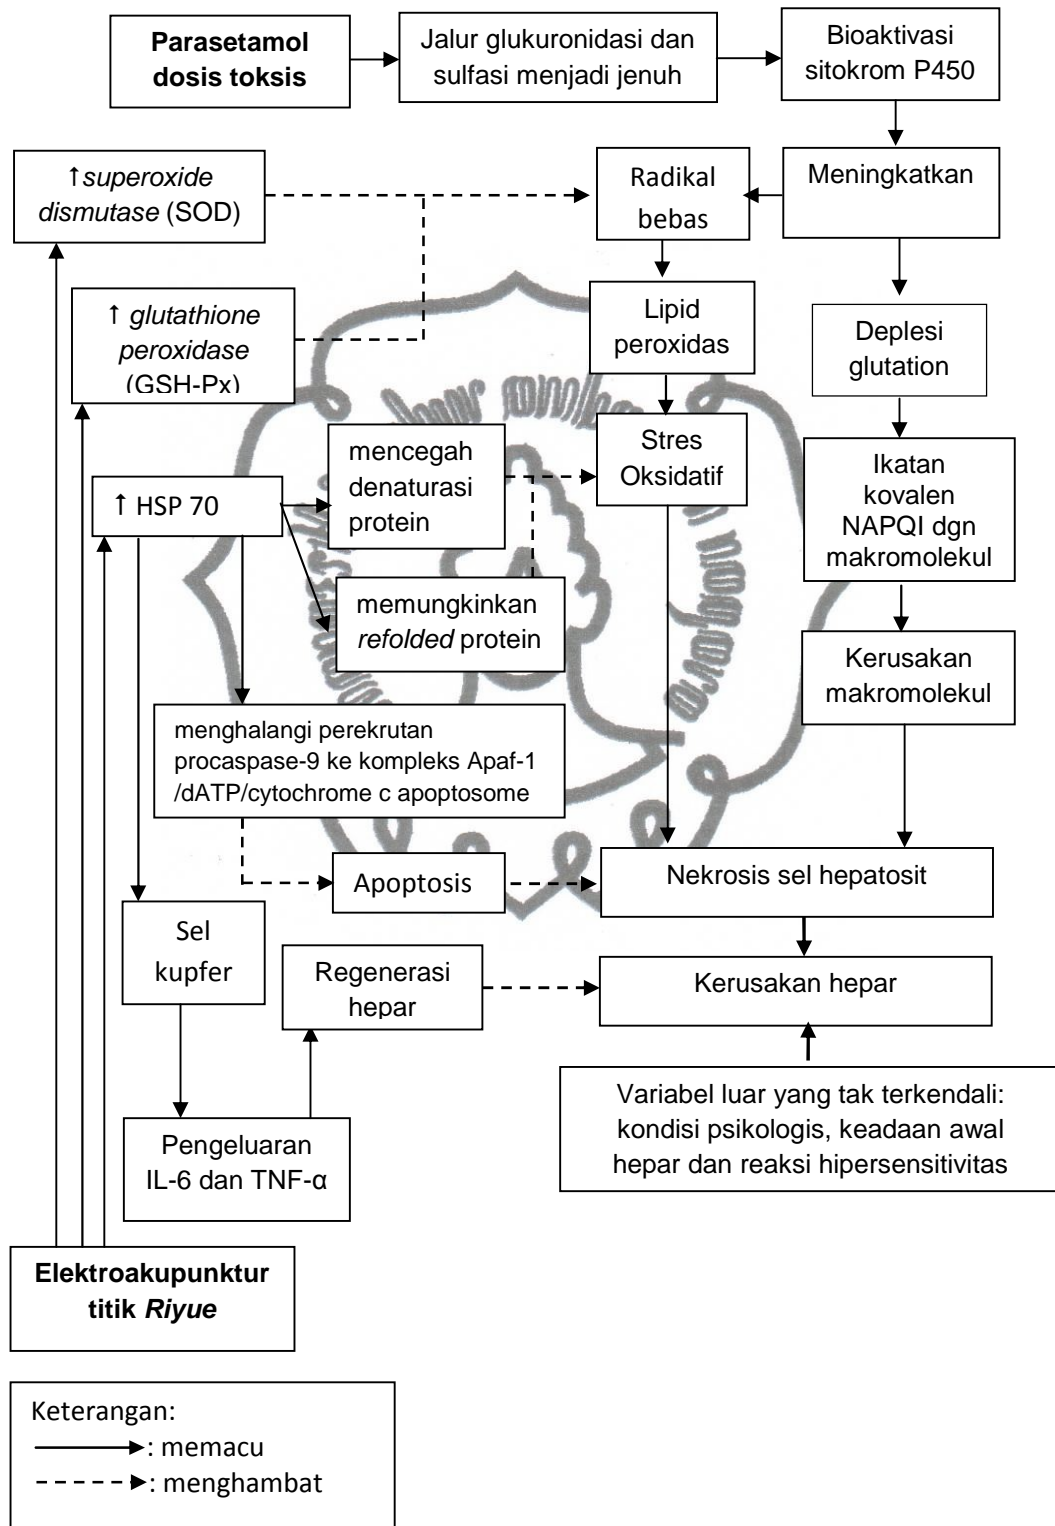 Parasetamol
dosis toksis
Jalur glukuronidasi dan
sulfasi menjadi jenuh
Bioaktivasi
sitokrom P450
↑superoxide
dismutase (SOD)
Radikal
bebas
Meningkatkan
↑ glutathione
peroxidase
(GSH-Px)
Lipid
peroxidas
Deplesi
glutation
mencegah
denaturasi
protein
Stres
Oksidatif
Ikatan
kovalen
NAPQI dgn
makromolekul
↑ HSP 70
memungkinkan
refolded protein
Kerusakan
makromolekul
menghalangi perekrutan
procaspase-9 ke kompleks Apaf-1
/dATP/cytochrome c apoptosome
Apoptosis
Nekrosis sel hepatosit
Sel
kupfer
Regenerasi
hepar
Kerusakan hepar
Pengeluaran
IL-6 dan TNF-α
Variabel luar yang tak terkendali:
kondisi psikologis, keadaan awal
hepar dan reaksi hipersensitivitas
Elektroakupunktur
titik Riyue
Keterangan:
: memacu
: menghambat